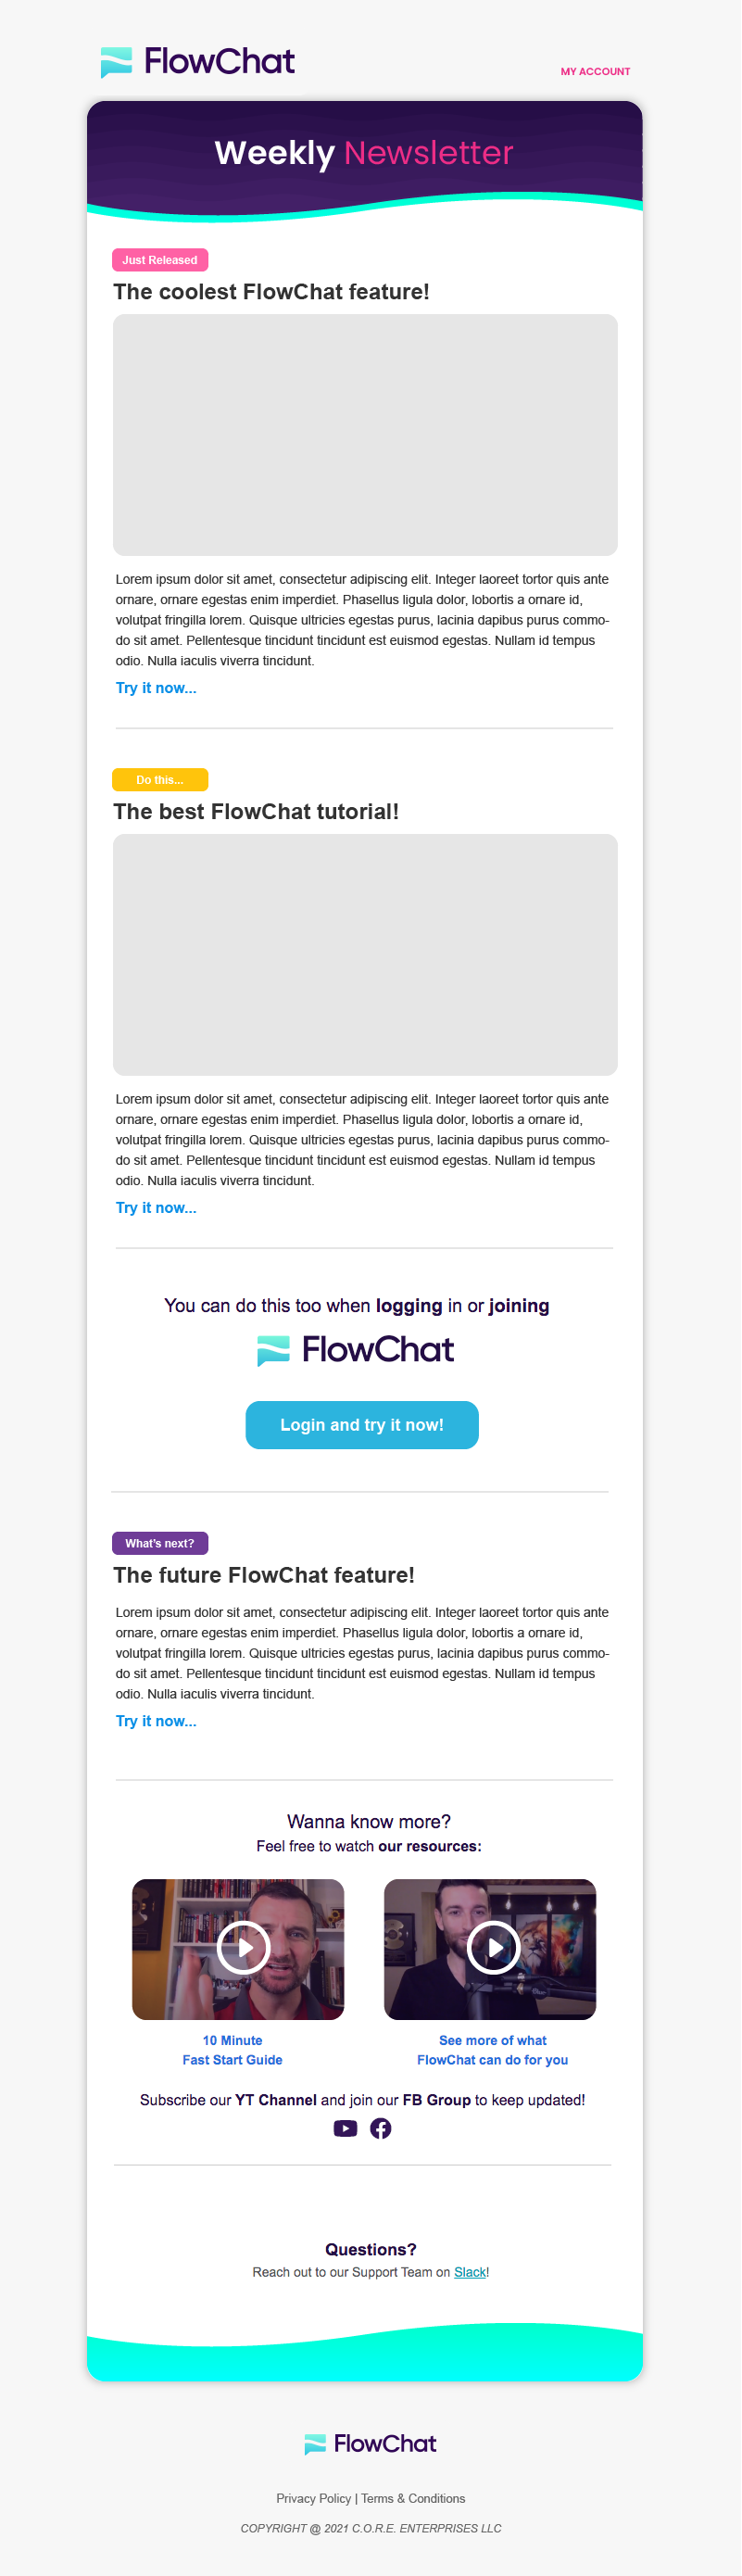 FlowChat
MY ACCOUNT
Weekly Newsletter
Just Released
The coolest FlowChat feature!
Lorem ipsum dolor sit amet, consectetur adipiscing elit. Integer laoreet tortor quis ante
ornare, ornare egestas enim imperdiet. Phasellus ligula dolor, lobortis a ornare id,
volutpat fringilla lorem. Quisque ultricies egestas purus, lacinia dapibus purus commo-
do sit amet. Pellentesque tincidunt tincidunt est euismod egestas. Nullam id tempus
odio. Nulla iaculis viverra tincidunt.
Try it now...
Do this...
The best FlowChat tutorial!
Lorem ipsum dolor sit amet, consectetur adipiscing elit. Integer laoreet tortor quis ante
ornare, ornare egestas enim imperdiet. Phasellus ligula dolor, lobortis a ornare id,
volutpat fringilla lorem. Quisque ultricies egestas purus, lacinia dapibus purus commo-
do sit amet. Pellentesque tincidunt tincidunt est euismod egestas. Nullam id tempus
odio. Nulla iaculis viverra tincidunt.
Try it now...
You can do this too when logging in or joining
FlowChat
Login and try it now!
What's next?
The future FlowChat feature!
Lorem ipsum dolor sit amet, consectetur adipiscing elit. Integer laoreet tortor quis ante
ornare, ornare egestas enim imperdiet. Phasellus ligula dolor, lobortis a ornare id,
volutpat fringilla lorem. Quisque ultricies egestas purus, lacinia dapibus purus commo-
do sit amet. Pellentesque tincidunt tincidunt est euismod egestas. Nullam id tempus
odio. Nulla iaculis viverra tincidunt.
Try it now...
Wanna know more?
Feel free to watch our resources:
10 Minute
Fast Start Guide
See more of what
FlowChat can do for you
Subscribe our YT Channel and join our FB Group to keep updated!
Questions?
Reach out to our Support Team on Slack!
FlowChat
Privacy Policy | Terms & Conditions
COPYRIGHT @ 2021 C.O.R.E. ENTERPRISES LLC